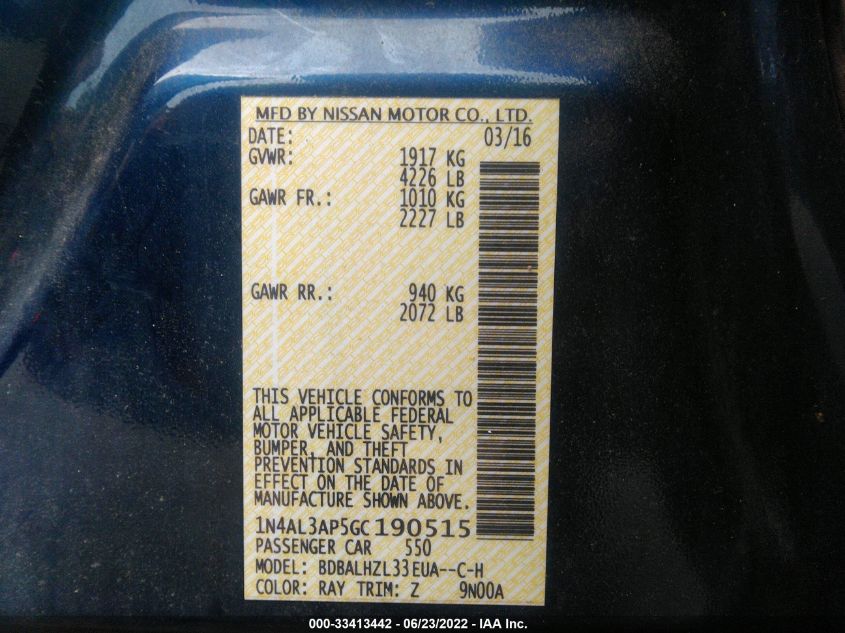 MFD BY NISSAN MOTOR CO., LTD.
DATE: 03/16
GVWR: 1917 KG
4226 LB
GAWR FR.: 1010 KG
2227 LB
GAWR RR.: 940 KG
2072 LB
THIS VEHICLE CONFORMS TO
ALL APPLICABLE FEDERAL
MOTOR VEHICLE SAFETY,
BUMPER, AND THEFT
PREVENTION STANDARDS IN
EFFECT ON THE DATE OF
MANUFACTURE SHOWN ABOVE.
1N4AL3AP5GC190515
PASSENGER CAR 550
MODEL: BDBALHZL33EUA--C-H
COLOR: RAY TRIM: Z 9N00A
000-33413442 - 06/23/2022 - IAA Inc.